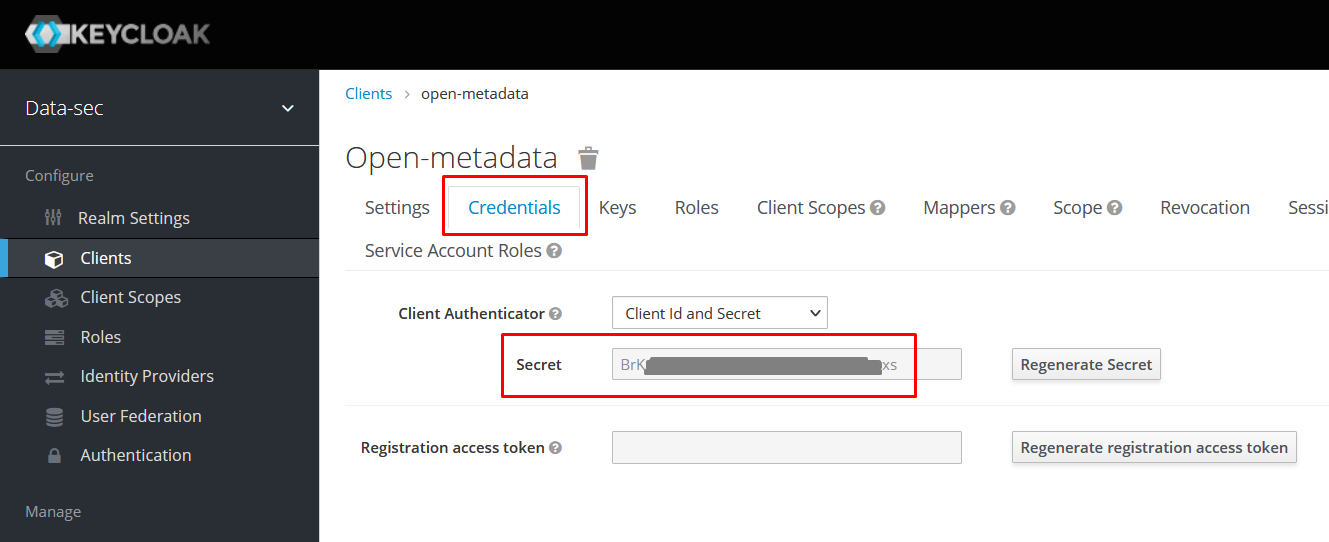 KEYCLOAK
Data-sec
Configure
Realm Settings
Clients
Client Scopes
Roles
Identity Providers
User Federation
Authentication
Manage
Clients > open-metadata
Open-metadata
Settings Credentials Keys Roles Client Scopes ? Mappers ? Scope ? Revocation Sessi
Service Account Roles ?
Client Authenticator ? Client Id and Secret
Secret BrK xs Regenerate Secret
Registration access token ? Regenerate registration access token